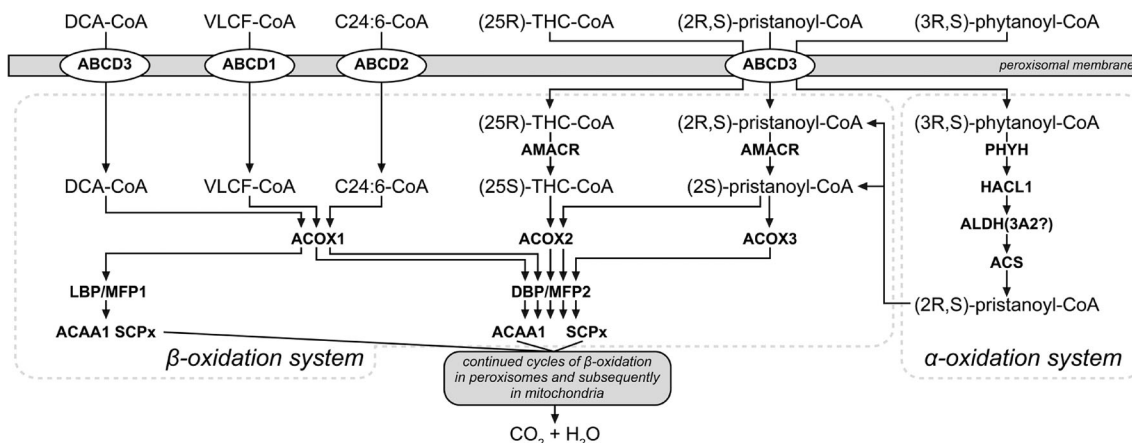 DCA-CoA VLCF-CoA C24:6-CoA (25R)-THC-CoA (2R,S)-pristanoyl-CoA (3R,S)-phytanoyl-CoA
ABCD3 ABCD1 ABCD2 ABCD3 peroxisomal membrane
(25R)-THC-CoA (2R,S)-pristanoyl-CoA (3R,S)-phytanoyl-CoA
AMACR AMACR PHYH
DCA-CoA VLCF-CoA C24:6-CoA (25S)-THC-CoA (2S)-pristanoyl-CoA HACL1
ALDH(3A2?)
ACOX1 ACOX2 ACOX3
ACS
LBP/MFP1 DBP/MFP2
(2R,S)-pristanoyl-CoA
ACAA1 SCPx ACAA1 SCPx
β-oxidation system α-oxidation system
continued cycles of β-oxidation
in peroxisomes and subsequently
in mitochondria
CO₂ + H₂O